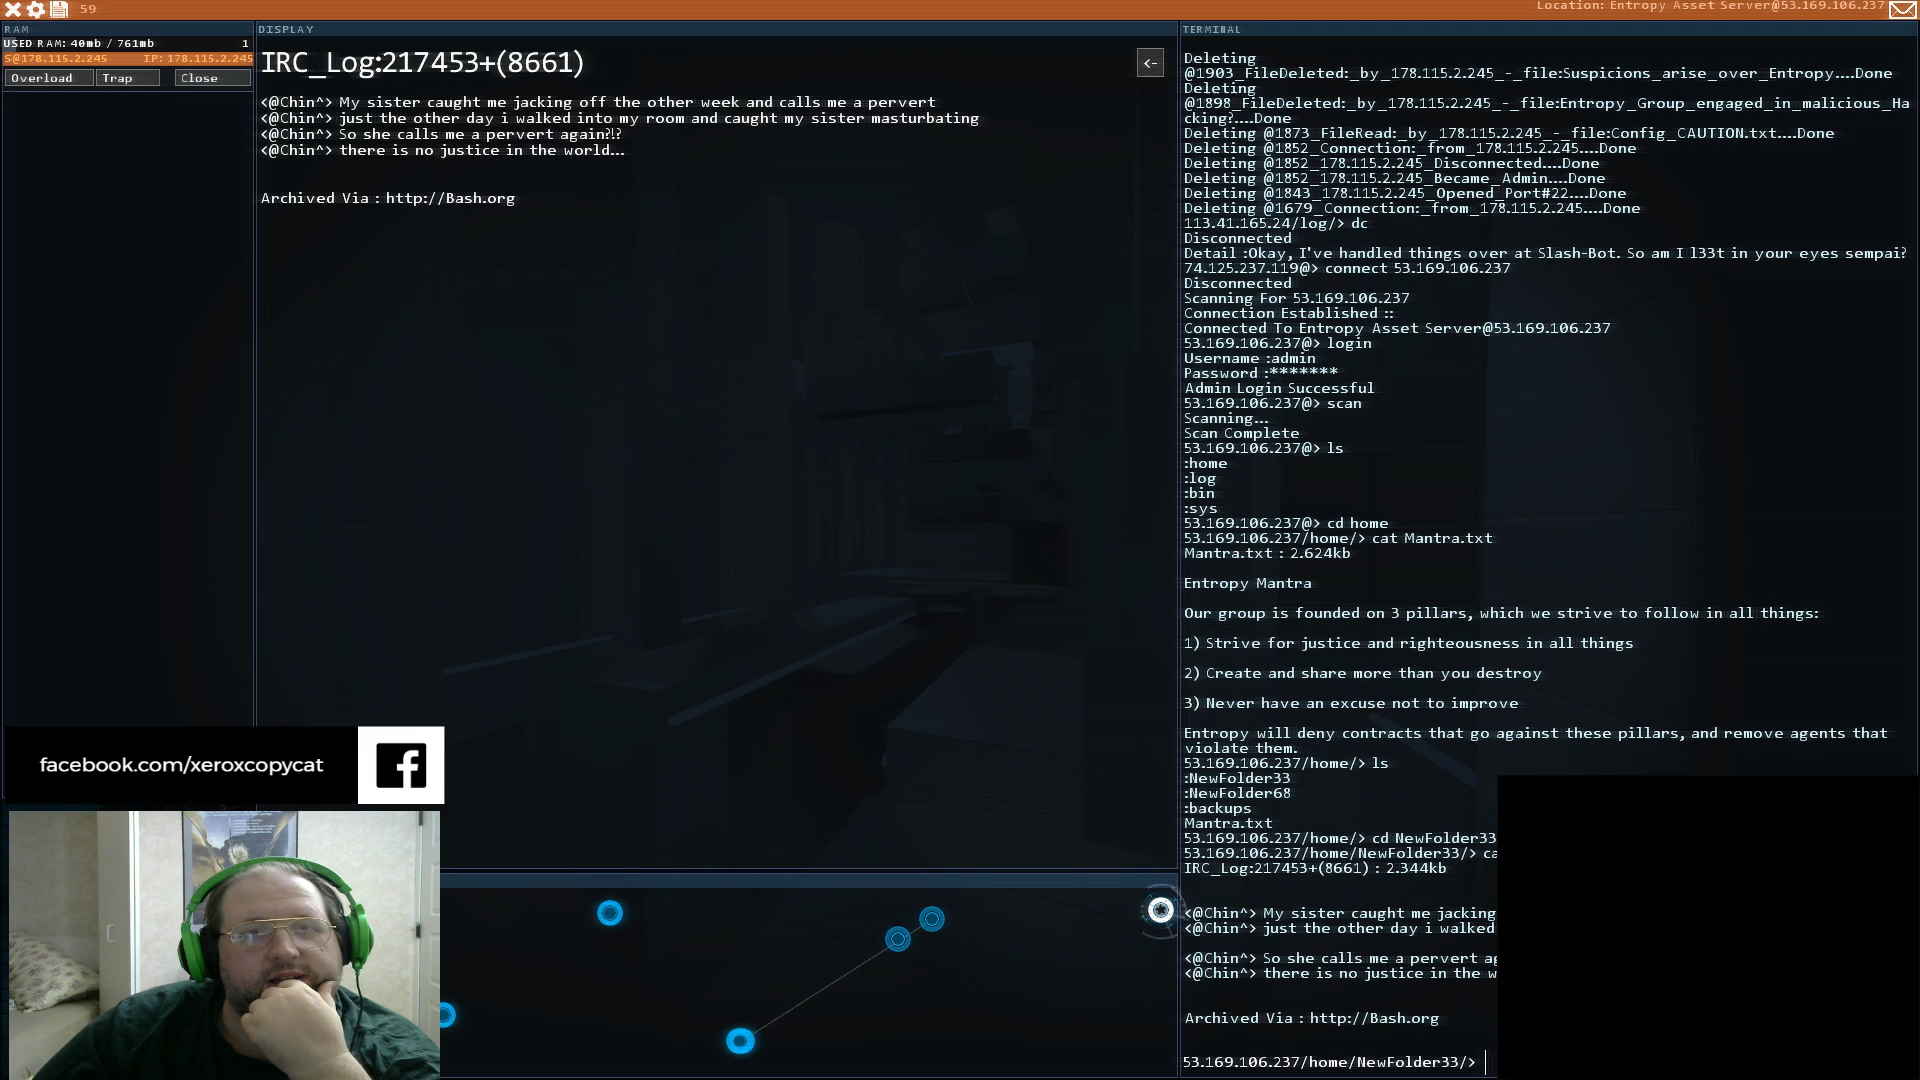 59
Location: Entropy Asset Server@53.169.106.237
RAM
USED RAM: 40mb / 761mb 1
S@178.115.2.245 IP: 178.115.2.245
Overload Trap Close
DISPLAY
IRC_Log:217453+(8661)
<-
<@Chin^> My sister caught me jacking off the other week and calls me a pervert
<@Chin^> just the other day i walked into my room and caught my sister masturbating
<@Chin^> So she calls me a pervert again?!?
<@Chin^> there is no justice in the world...
Archived Via : http://Bash.org
facebook.com/xeroxcopycat
TERMINAL
Deleting
@1903_FileDeleted:_by_178.115.2.245_-_file:Suspicions_arise_over_Entropy....Done
Deleting
@1898_FileDeleted:_by_178.115.2.245_-_file:Entropy_Group_engaged_in_malicious_Ha
cking?....Done
Deleting @1873_FileRead:_by_178.115.2.245_-_file:Config_CAUTION.txt....Done
Deleting @1852_Connection:_from_178.115.2.245....Done
Deleting @1852_178.115.2.245_Disconnected....Done
Deleting @1852_178.115.2.245_Became_Admin....Done
Deleting @1843_178.115.2.245_Opened_Port#22....Done
Deleting @1679_Connection:_from_178.115.2.245....Done
113.41.165.24/log/> dc
Disconnected
Detail :Okay, I've handled things over at Slash-Bot. So am I l33t in your eyes sempai?
74.125.237.119@> connect 53.169.106.237
Disconnected
Scanning For 53.169.106.237
Connection Established ::
Connected To Entropy Asset Server@53.169.106.237
53.169.106.237@> login
Username :admin
Password :*******
Admin Login Successful
53.169.106.237@> scan
Scanning...
Scan Complete
53.169.106.237@> ls
:home
:log
:bin
:sys
53.169.106.237@> cd home
53.169.106.237/home/> cat Mantra.txt
Mantra.txt : 2.624kb
Entropy Mantra
Our group is founded on 3 pillars, which we strive to follow in all things:
1) Strive for justice and righteousness in all things
2) Create and share more than you destroy
3) Never have an excuse not to improve
Entropy will deny contracts that go against these pillars, and remove agents that
violate them.
53.169.106.237/home/> ls
:NewFolder33
:NewFolder68
:backups
Mantra.txt
53.169.106.237/home/> cd NewFolder33
53.169.106.237/home/NewFolder33/> ca
IRC_Log:217453+(8661) : 2.344kb
<@Chin^> My sister caught me jacking
<@Chin^> just the other day i walked
<@Chin^> So she calls me a pervert ag
<@Chin^> there is no justice in the w
Archived Via : http://Bash.org
53.169.106.237/home/NewFolder33/>